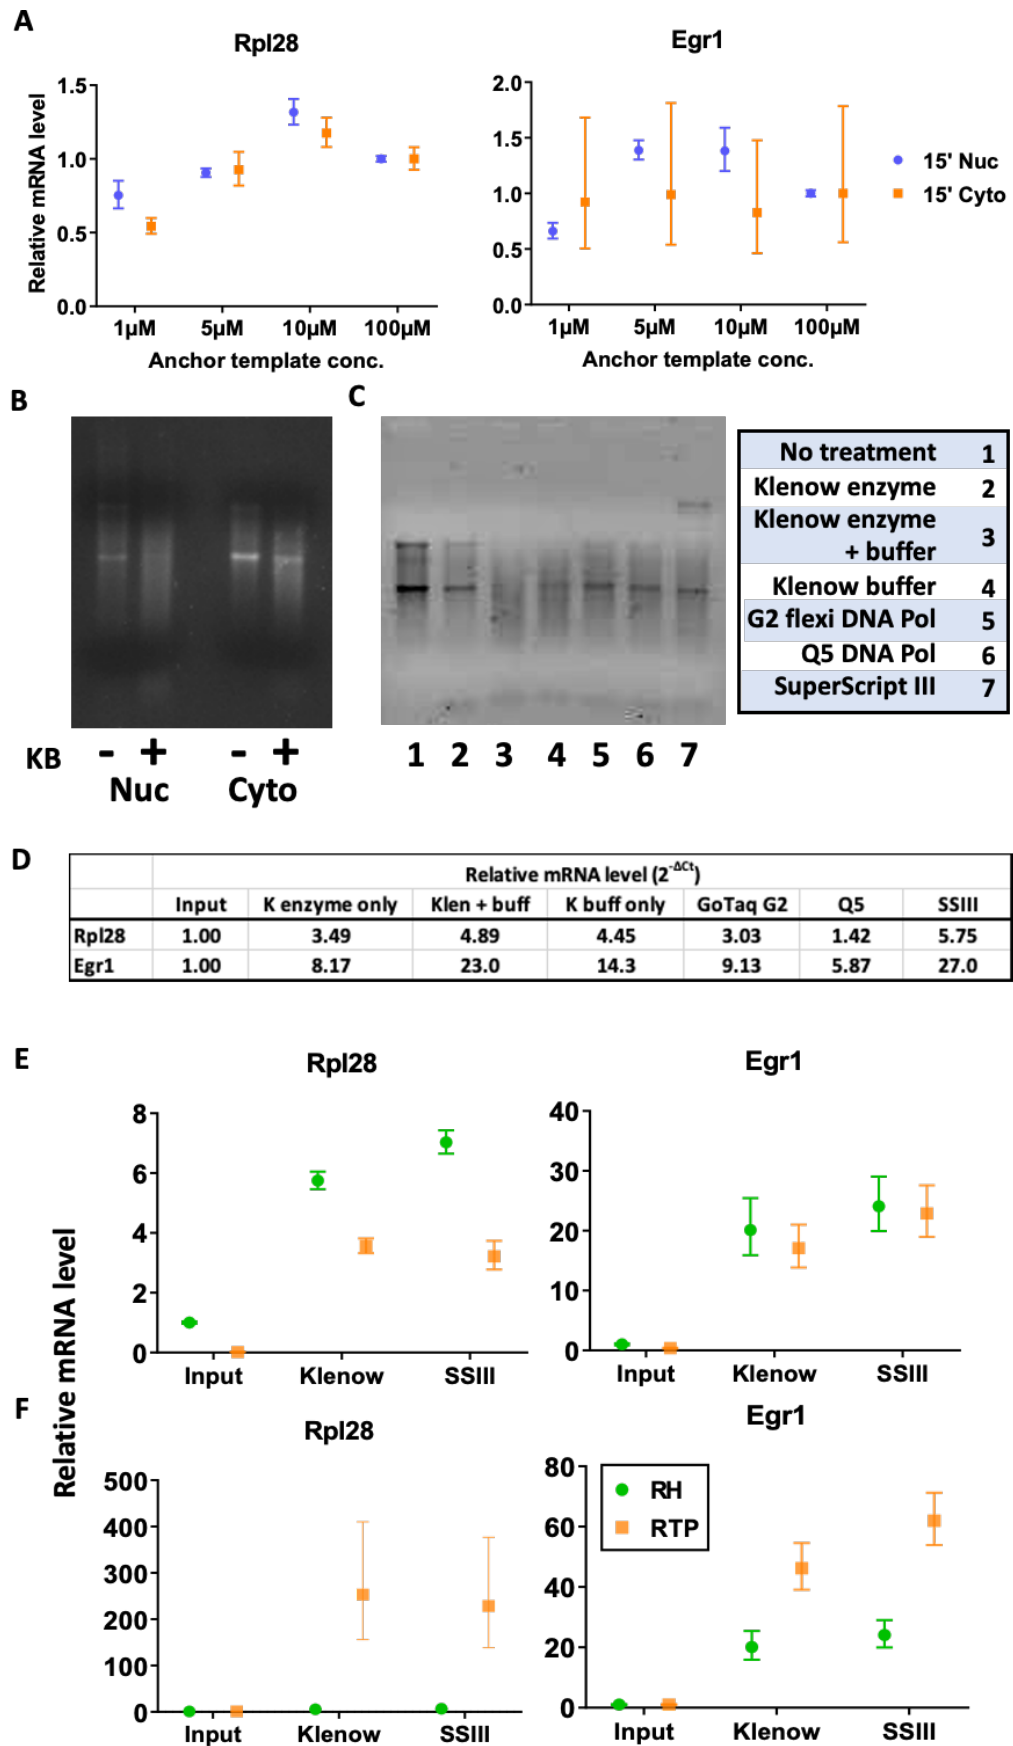 A
Rpl28
Egr1
Relative mRNA level
1.5
1.0
0.5
0.0
1µM 5µM 10µM 100µM
Anchor template conc.
2.0
1.5
1.0
0.5
0.0
1µM 5µM 10µM 100µM
Anchor template conc.
15' Nuc
15' Cyto
B
KB - + - +
Nuc Cyto
C
1 2 3 4 5 6 7
No treatment 1
Klenow enzyme 2
Klenow enzyme
+ buffer 3
Klenow buffer 4
G2 flexi DNA Pol 5
Q5 DNA Pol 6
SuperScript III 7
D
Relative mRNA level (2^-ΔCt)
Input K enzyme only Klen + buff K buff only GoTaq G2 Q5 SSIII
Rpl28 1.00 3.49 4.89 4.45 3.03 1.42 5.75
Egr1 1.00 8.17 23.0 14.3 9.13 5.87 27.0
E
Rpl28
Egr1
Relative mRNA level
8
6
4
2
0
Input Klenow SSIII
40
30
20
10
0
Input Klenow SSIII
F
Rpl28
Egr1
500
400
300
200
100
0
Input Klenow SSIII
80
60
40
20
0
RH
RTP
Input Klenow SSIII